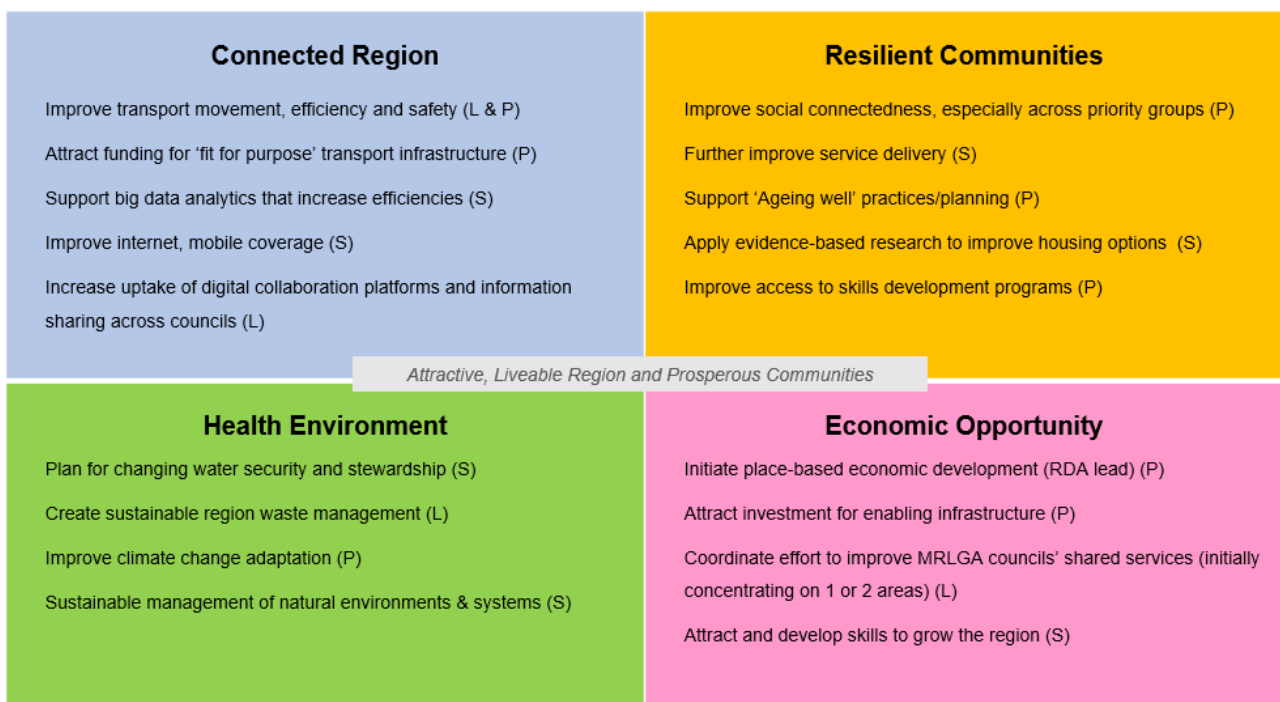 Connected Region
Improve transport movement, efficiency and safety (L & P)
Attract funding for ‘fit for purpose’ transport infrastructure (P)
Support big data analytics that increase efficiencies (S)
Improve internet, mobile coverage (S)
Increase uptake of digital collaboration platforms and information
sharing across councils (L)
Resilient Communities
Improve social connectedness, especially across priority groups (P)
Further improve service delivery (S)
Support ‘Ageing well’ practices/planning (P)
Apply evidence-based research to improve housing options (S)
Improve access to skills development programs (P)
Attractive, Liveable Region and Prosperous Communities
Health Environment
Plan for changing water security and stewardship (S)
Create sustainable region waste management (L)
Improve climate change adaptation (P)
Sustainable management of natural environments & systems (S)
Economic Opportunity
Initiate place-based economic development (RDA lead) (P)
Attract investment for enabling infrastructure (P)
Coordinate effort to improve MRLGA councils’ shared services (initially
concentrating on 1 or 2 areas) (L)
Attract and develop skills to grow the region (S)